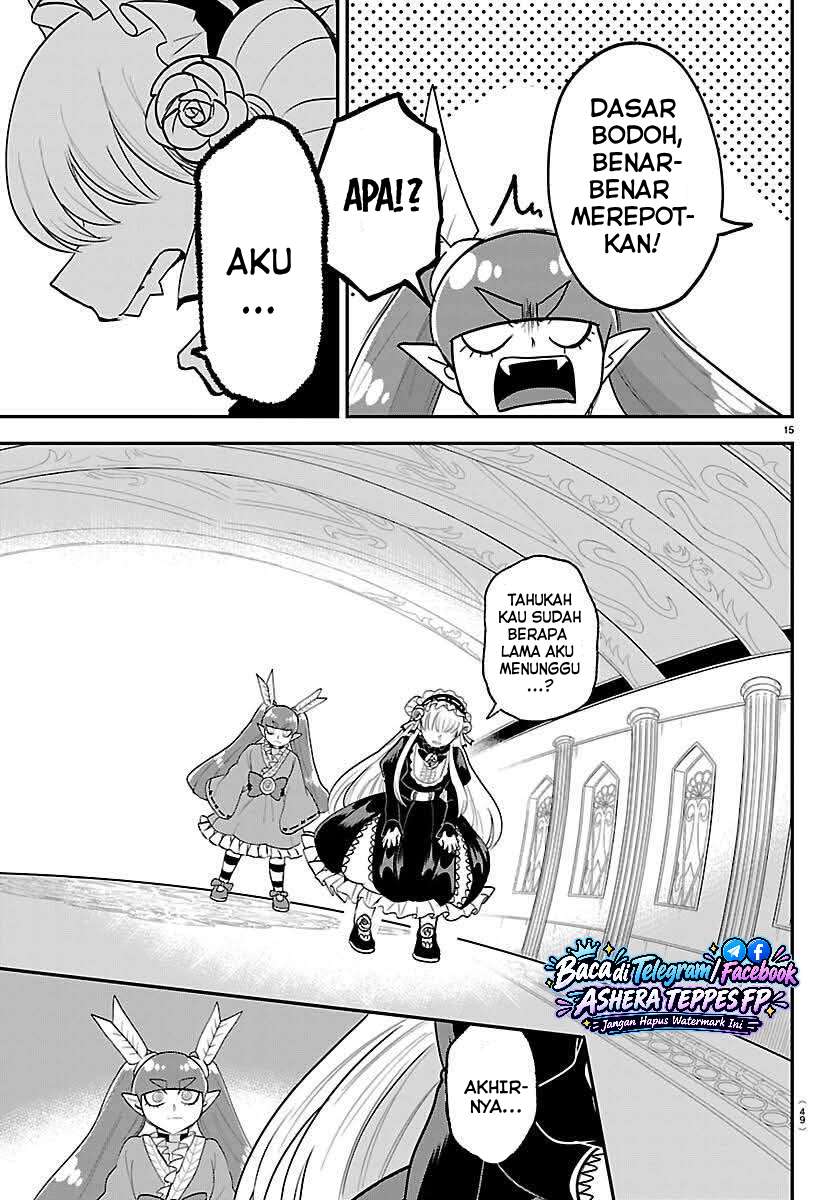 DASAR
BODOH,
BENAR-
BENAR
MEREPOT-
KAN!
APA!?
AKU
...
15
TAHUKAH
KAU SUDAH
BERAPA
LAMA AKU
MENUNGGU
...?
AKHIR-
NYA...
Baca di Telegram/Facebook
ASHERA TEPPES FP
Jangan Hapus Watermark Ini
(49)